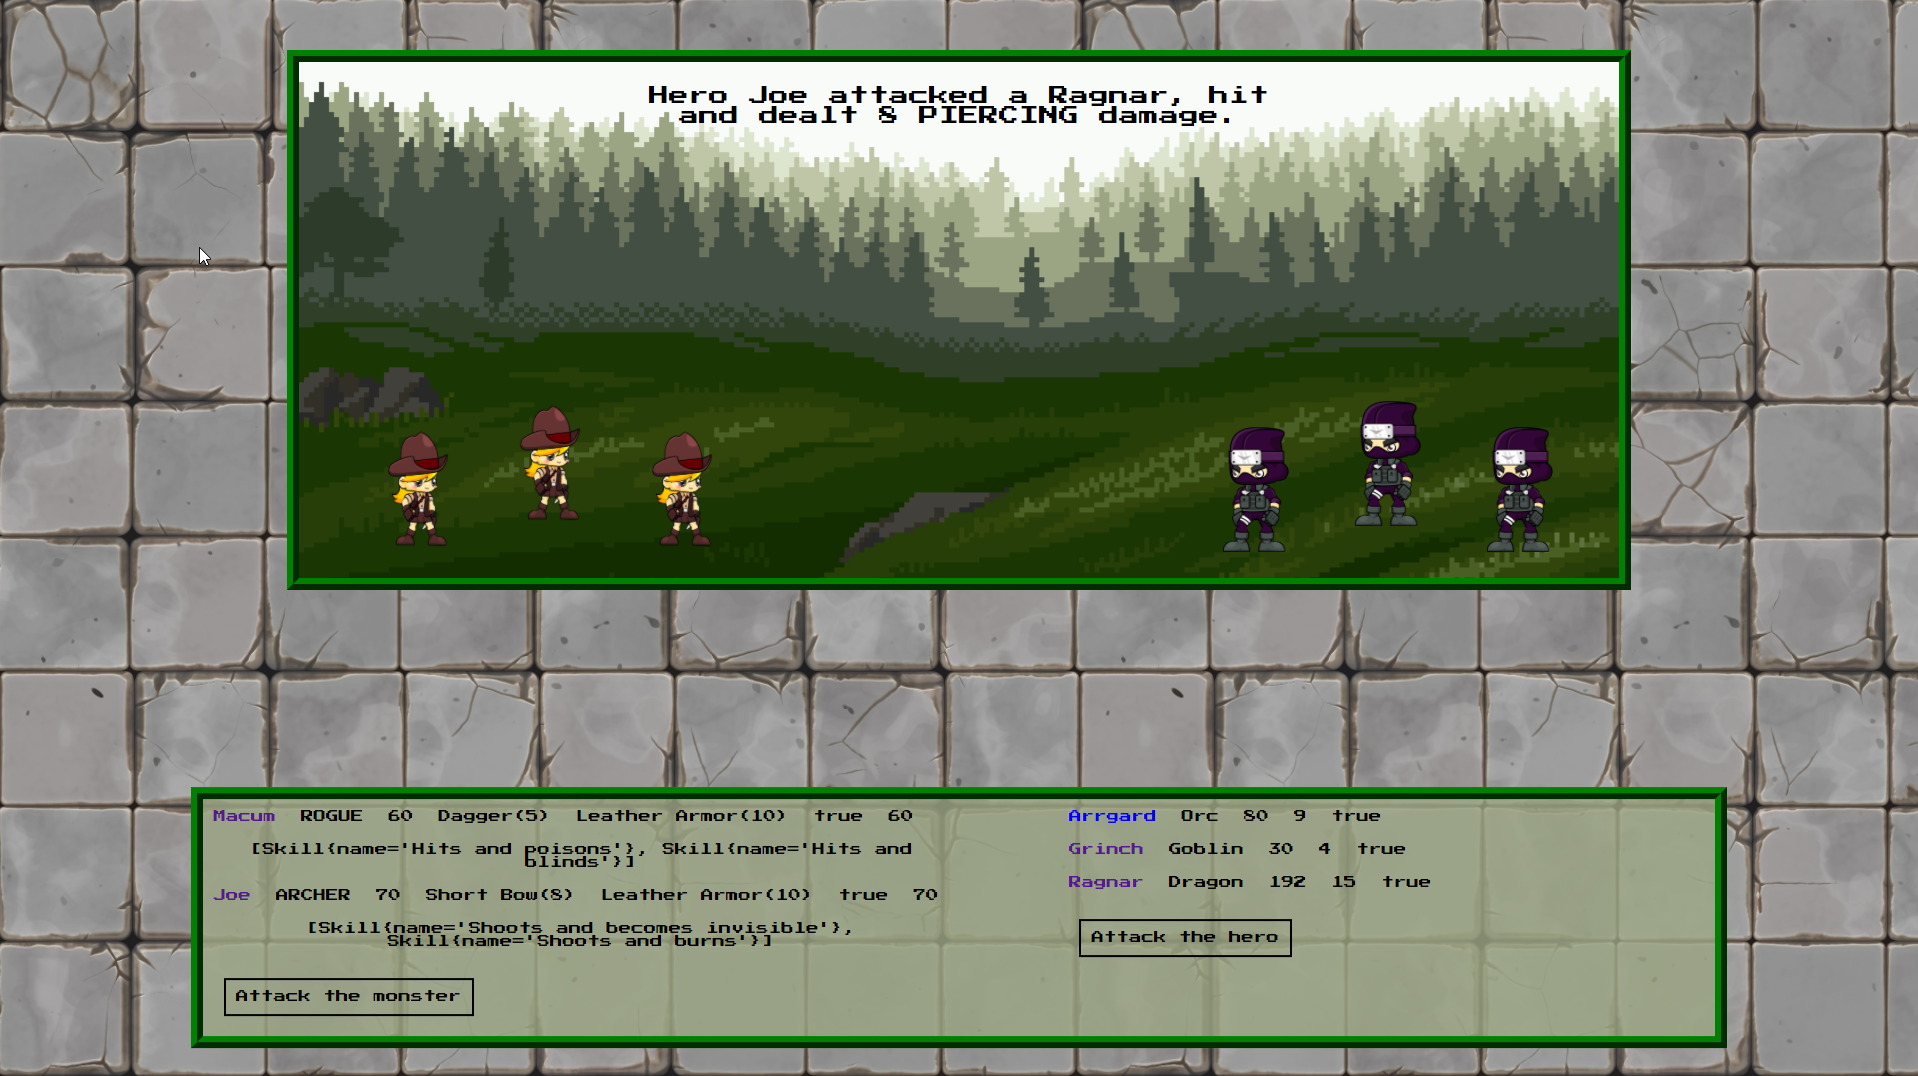 Hero Joe attacked a Ragnar, hit
and dealt 8 PIERCING damage.
Macum ROGUE 60 Dagger(5) Leather Armor(10) true 60
[Skill{name='Hits and poisons'}, Skill{name='Hits and
blinds'}]
Joe ARCHER 70 Short Bow(8) Leather Armor(10) true 70
[Skill{name='Shoots and becomes invisible'},
Skill{name='Shoots and burns'}]
Attack the monster
Arrgard Orc 80 9 true
Grinch Goblin 30 4 true
Ragnar Dragon 192 15 true
Attack the hero